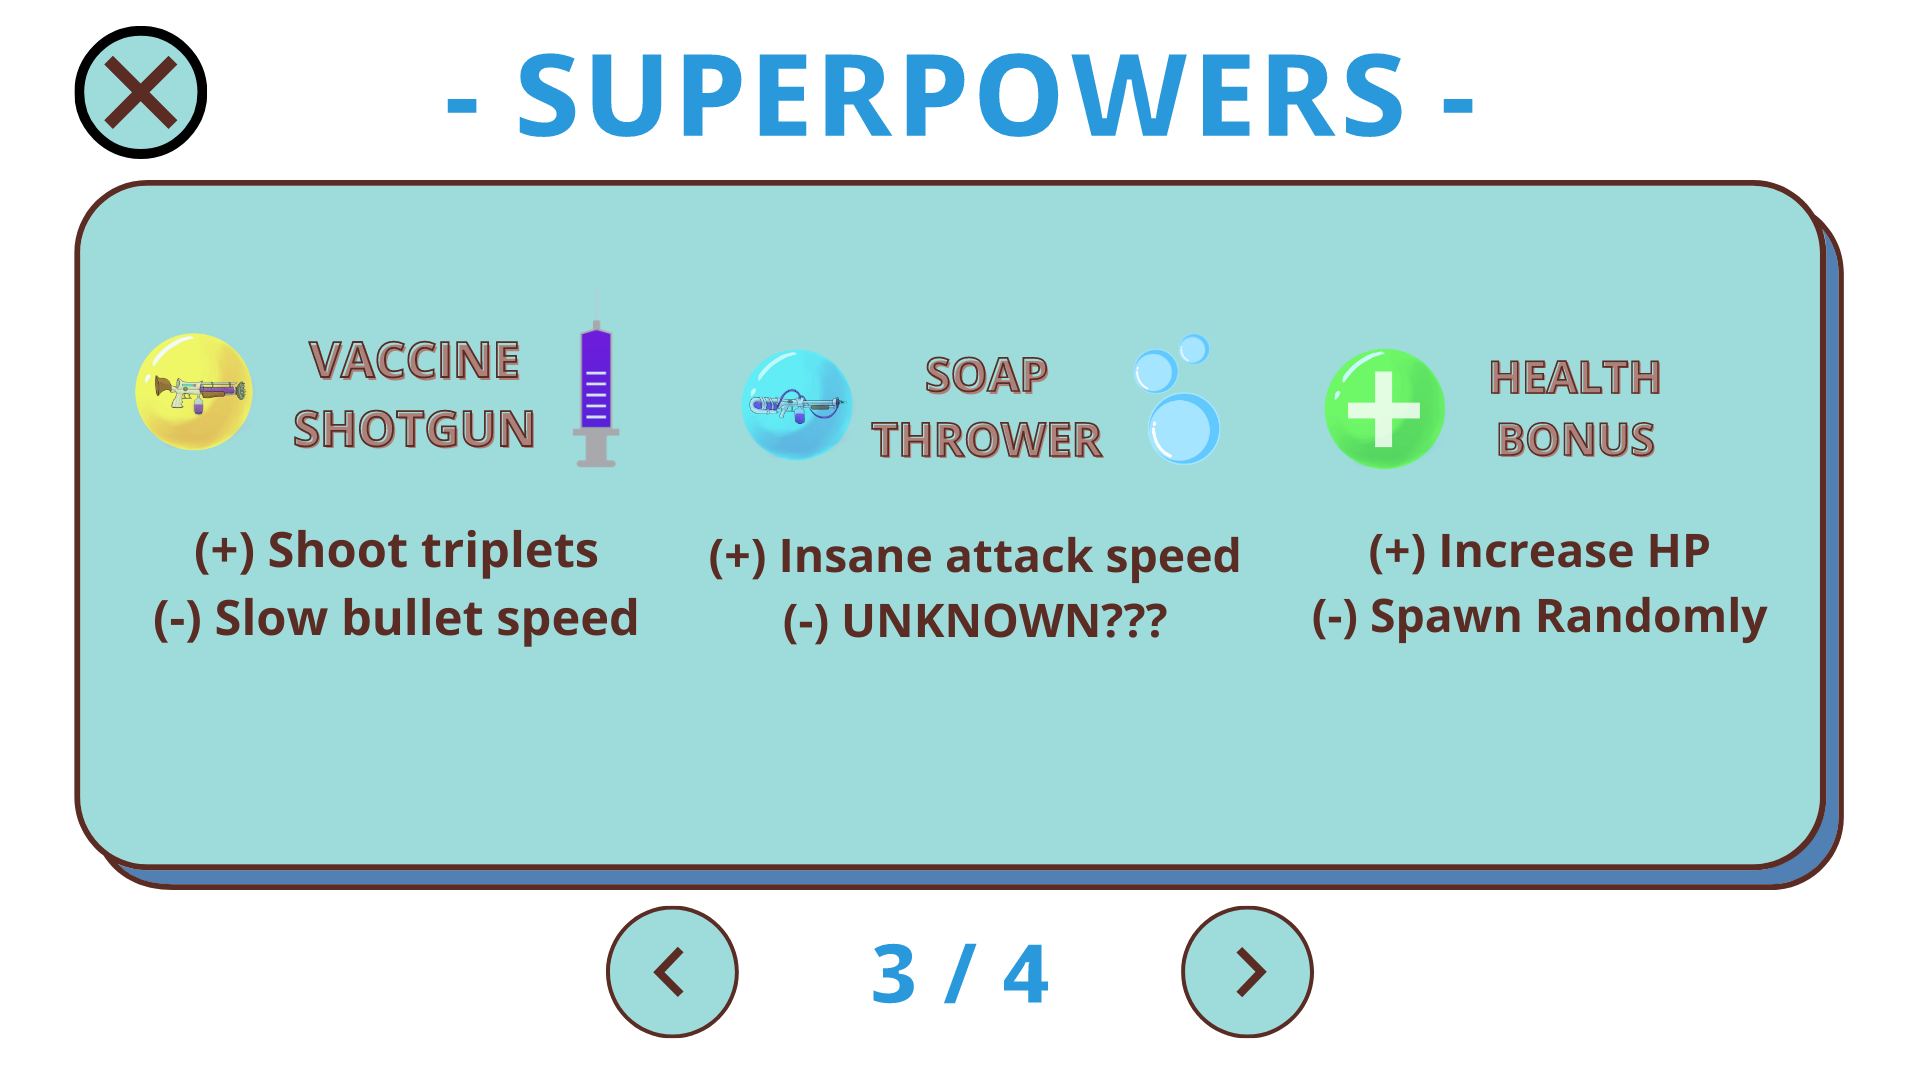 - SUPERPOWERS -
VACCINE
SHOTGUN
(+) Shoot triplets
(-) Slow bullet speed
SOAP
THROWER
(+) Insane attack speed
(-) UNKNOWN???
HEALTH
BONUS
(+) Increase HP
(-) Spawn Randomly
3 / 4